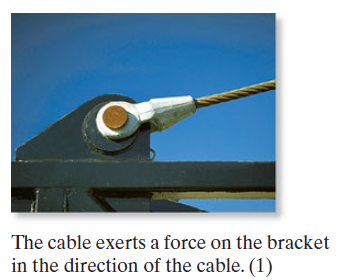 The cable exerts a force on the bracket
in the direction of the cable. (1)